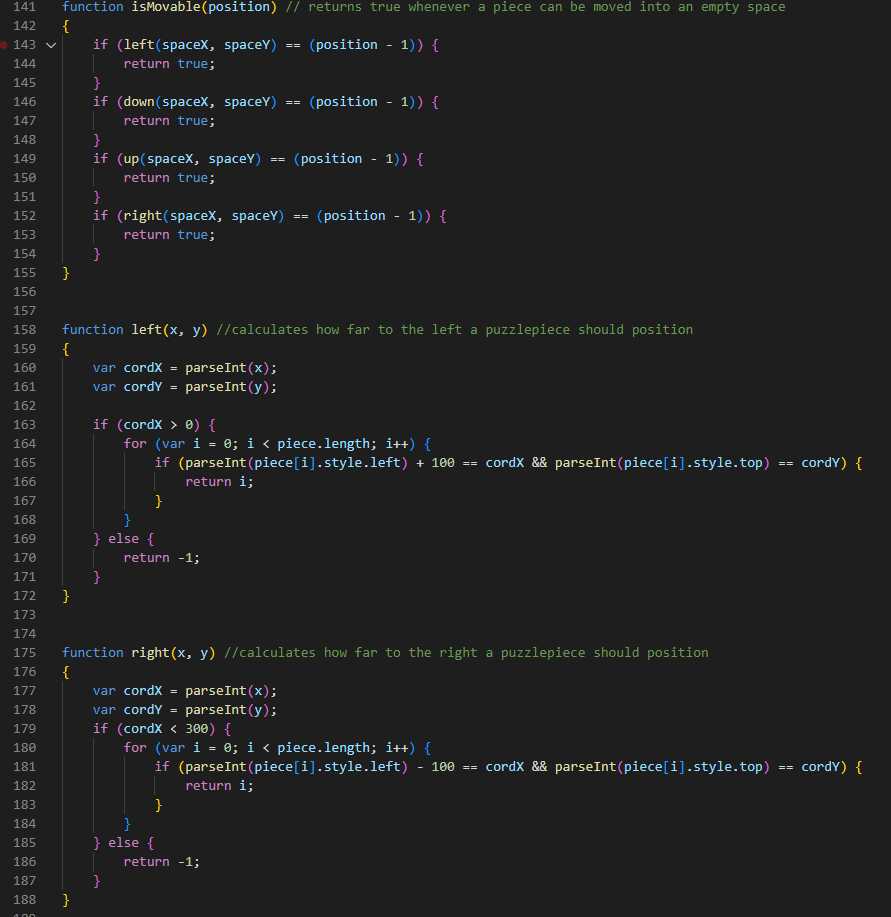 141 function isMovable(position) // returns true whenever a piece can be moved into an empty space
142 {
143     if (left(spaceX, spaceY) == (position - 1)) {
144         return true;
145     }
146     if (down(spaceX, spaceY) == (position - 1)) {
147         return true;
148     }
149     if (up(spaceX, spaceY) == (position - 1)) {
150         return true;
151     }
152     if (right(spaceX, spaceY) == (position - 1)) {
153         return true;
154     }
155 }
156
157
158 function left(x, y) //calculates how far to the left a puzzlepiece should position
159 {
160     var cordX = parseInt(x);
161     var cordY = parseInt(y);
162
163     if (cordX > 0) {
164         for (var i = 0; i < piece.length; i++) {
165             if (parseInt(piece[i].style.left) + 100 == cordX && parseInt(piece[i].style.top) == cordY) {
166                 return i;
167             }
168         }
169     } else {
170         return -1;
171     }
172 }
173
174
175 function right(x, y) //calculates how far to the right a puzzlepiece should position
176 {
177     var cordX = parseInt(x);
178     var cordY = parseInt(y);
179     if (cordX < 300) {
180         for (var i = 0; i < piece.length; i++) {
181             if (parseInt(piece[i].style.left) - 100 == cordX && parseInt(piece[i].style.top) == cordY) {
182                 return i;
183             }
184         }
185     } else {
186         return -1;
187     }
188 }